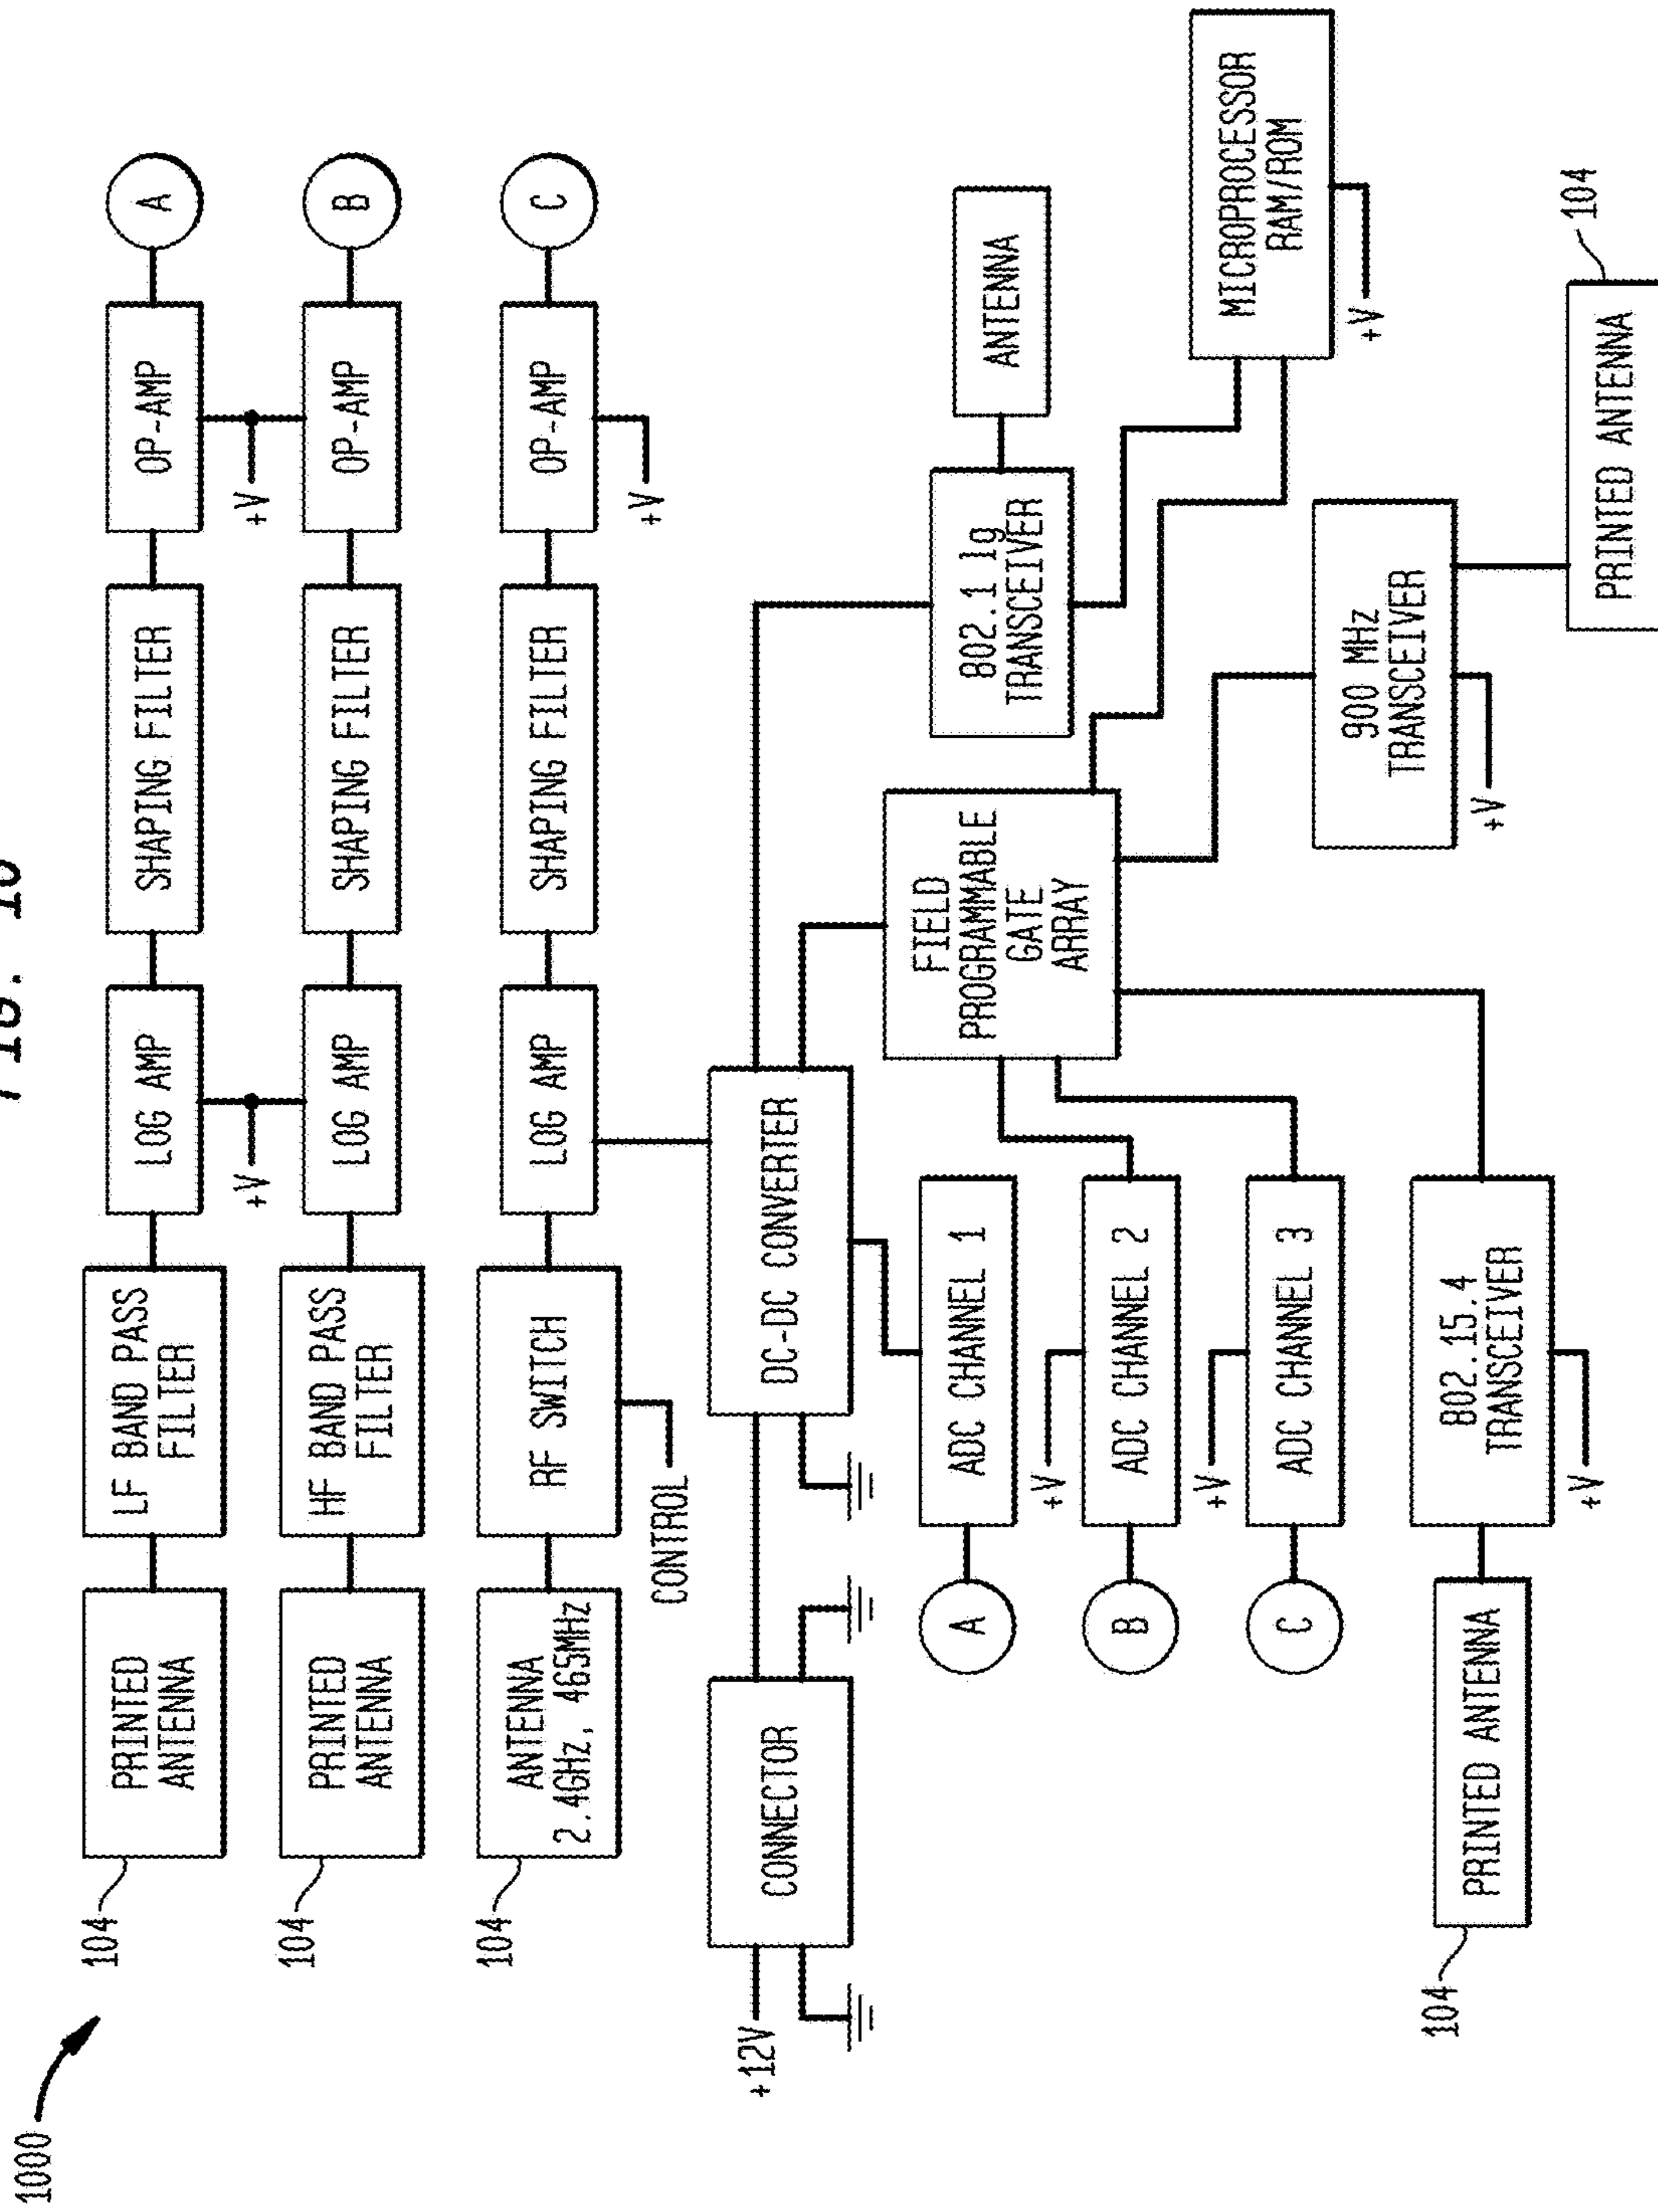 FIG. 10
1000
104
PRINTED
ANTENNA
LF BAND PASS
FILTER
LOG AMP
SHAPING FILTER
OP-AMP
A
+V
+V
104
PRINTED
ANTENNA
HF BAND PASS
FILTER
LOG AMP
SHAPING FILTER
OP-AMP
B
104
ANTENNA
2.4GHz, 465MHz
RF SWITCH
LOG AMP
SHAPING FILTER
OP-AMP
C
CONTROL
+V
+12V
CONNECTOR
DC-DC CONVERTER
802.1 1g
TRANSCEIVER
ANTENNA
A
ADC CHANNEL 1
FIELD
PROGRAMMABLE
GATE
ARRAY
+V
B
ADC CHANNEL 2
MICROPROCESSOR
RAM/ROM
+V
+V
C
ADC CHANNEL 3
900 MHz
TRANSCEIVER
+V
104
PRINTED ANTENNA
802.15.4
TRANSCEIVER
+V
PRINTED ANTENNA
104